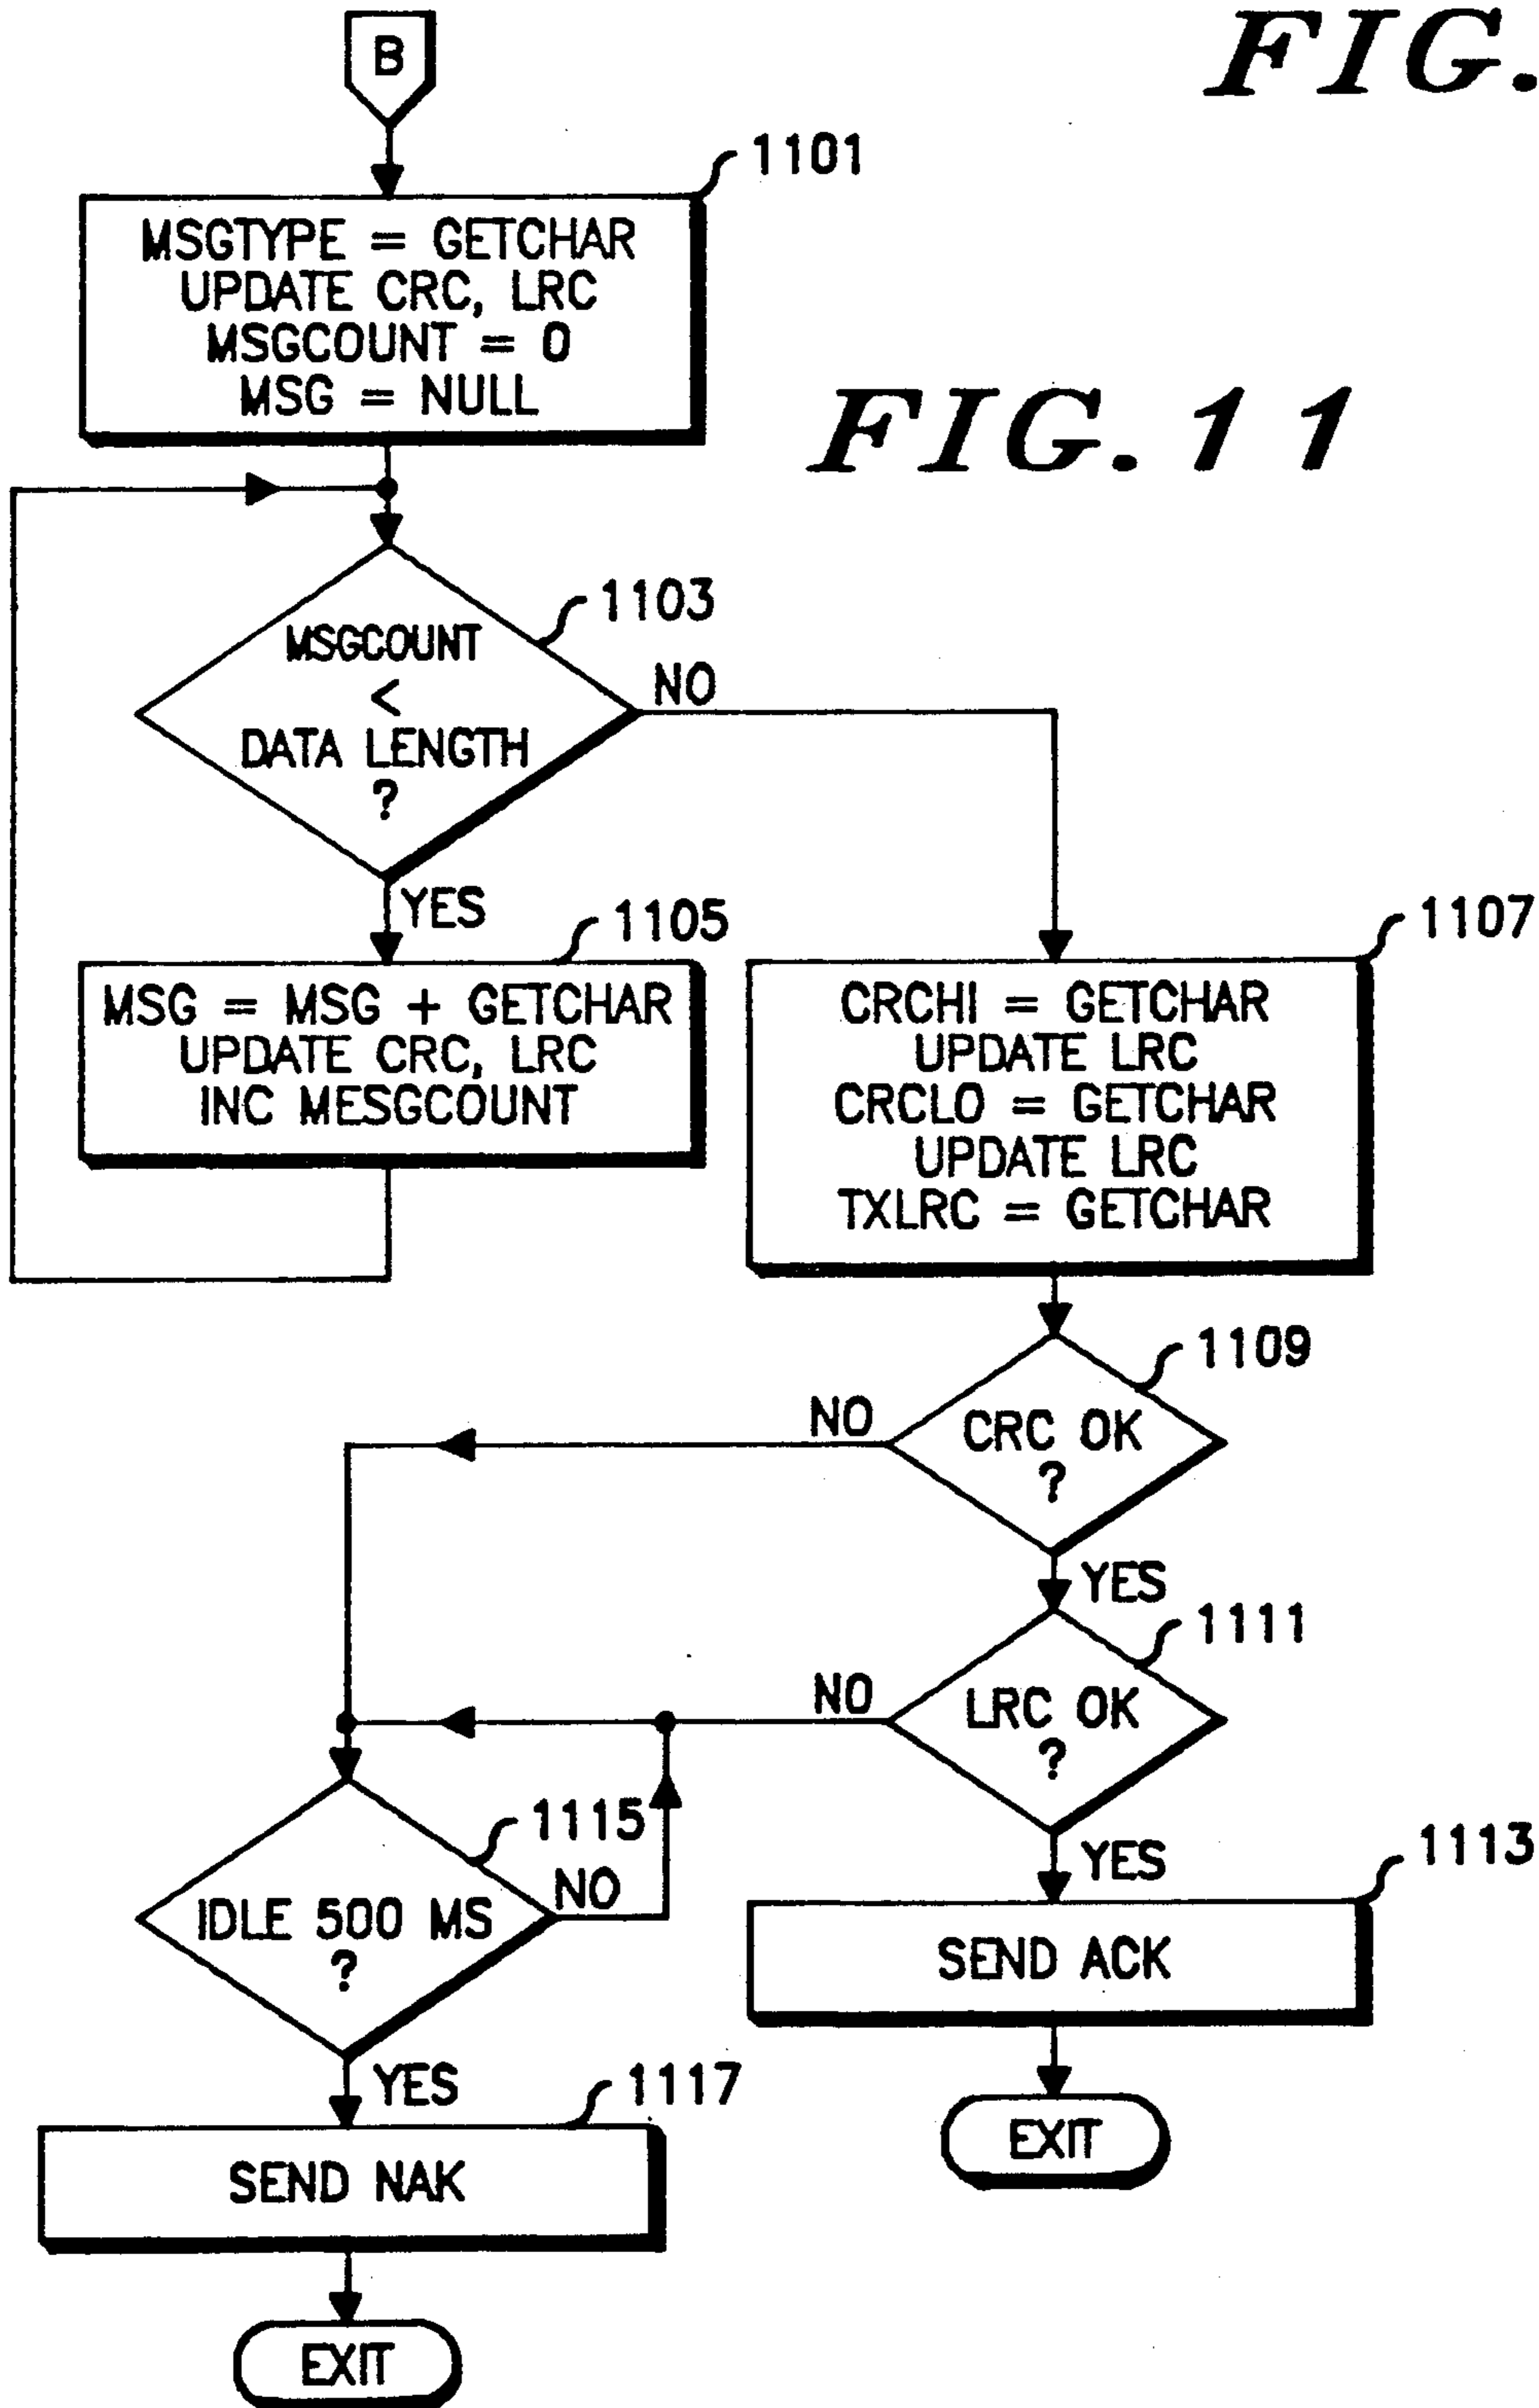 FIG.
B
1101
MSGTYPE = GETCHAR
UPDATE CRC, LRC
MSGCOUNT = 0
MSG = NULL
FIG. 11
1103
MSGCOUNT
<
DATA LENGTH
?
NO
YES
1105
MSG = MSG + GETCHAR
UPDATE CRC, LRC
INC MESGCOUNT
1107
CRCHI = GETCHAR
UPDATE LRC
CRCLO = GETCHAR
UPDATE LRC
TXLRC = GETCHAR
1109
CRC OK
?
NO
YES
1111
LRC OK
?
NO
YES
1115
IDLE 500 MS
?
NO
YES
1113
SEND ACK
EXIT
1117
SEND NAK
EXIT